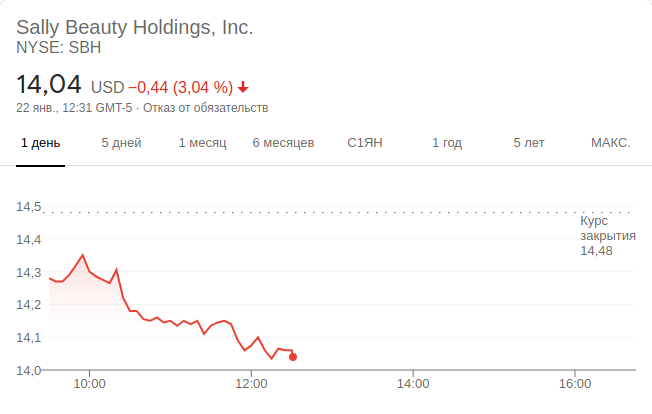 Sally Beauty Holdings, Inc.
NYSE: SBH
14,04 USD −0,44 (3,04 %)
22 янв., 12:31 GMT-5 · Отказ от обязательств
1 день 5 дней 1 месяц 6 месяцев С1ЯН 1 год 5 лет МАКС.
14,5
Курс
закрытия
14,48
14,4
14,3
14,2
14,1
14,0
10:00 12:00 14:00 16:00